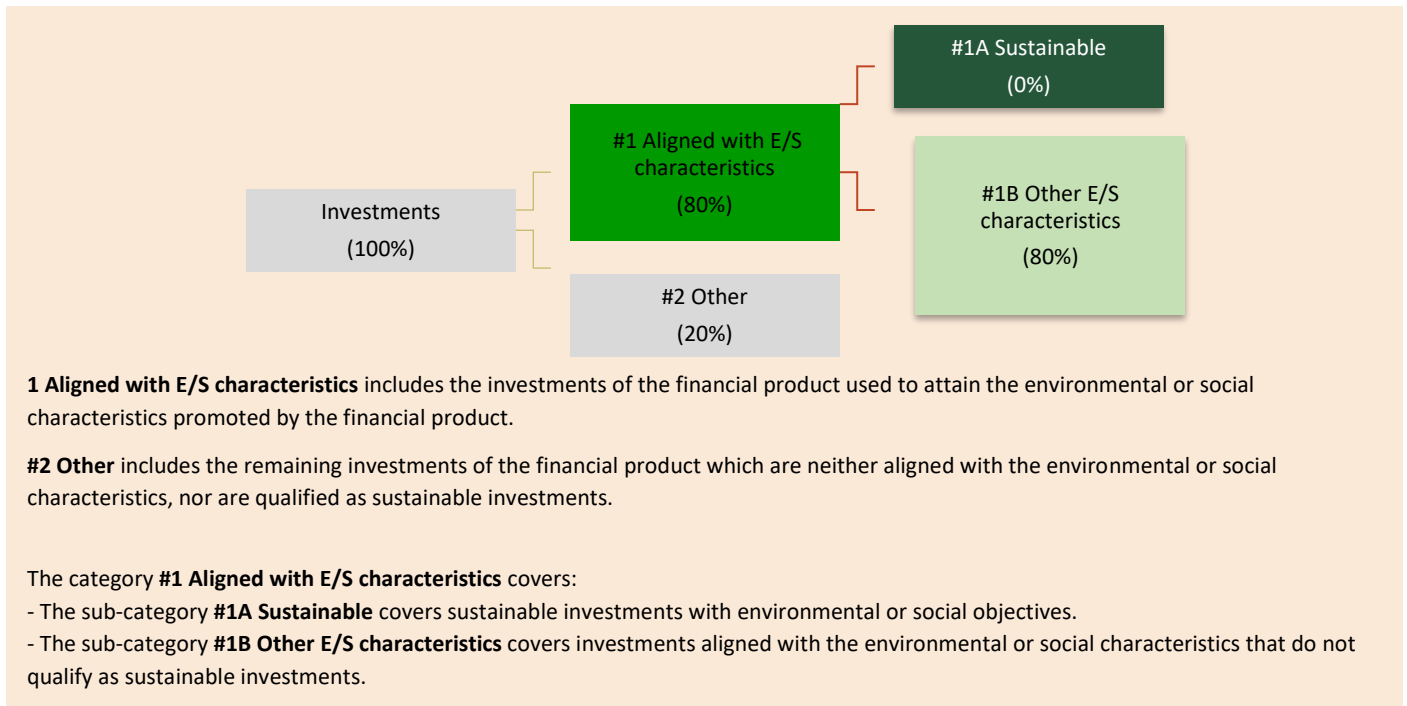 #1A Sustainable
(0%)
#1 Aligned with E/S
characteristics
(80%)
#1B Other E/S
characteristics
(80%)
Investments
(100%)
#2 Other
(20%)
1 Aligned with E/S characteristics includes the investments of the financial product used to attain the environmental or social
characteristics promoted by the financial product.
#2 Other includes the remaining investments of the financial product which are neither aligned with the environmental or social
characteristics, nor are qualified as sustainable investments.
The category #1 Aligned with E/S characteristics covers:
- The sub-category #1A Sustainable covers sustainable investments with environmental or social objectives.
- The sub-category #1B Other E/S characteristics covers investments aligned with the environmental or social characteristics that do not
qualify as sustainable investments.